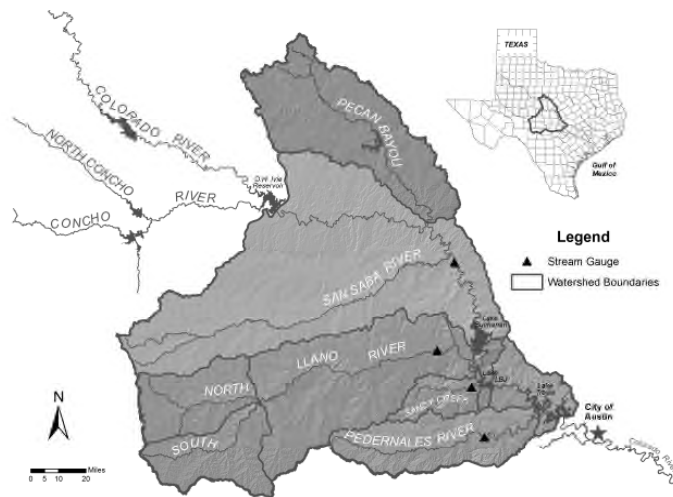 TEXAS
Gulf of
Mexico
COLORADO RIVER
PECAN BAYOU
NORTH CONCHO
RIVER
CONCHO
O.H. Ivie
Reservoir
Legend
Stream Gauge
Watershed Boundaries
SAN SABA RIVER
Lake
Buchanan
LLANO RIVER
NORTH
Lake
LBJ
SANDY CREEK
Lake
Travis
City of
Austin
SOUTH
PEDERNALES RIVER
Colorado River
N
Miles
0 5 10 20